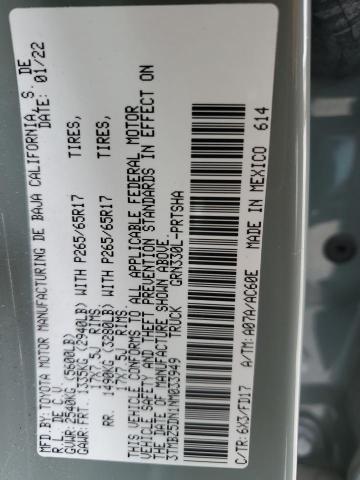 MFD. BY: TOYOTA MOTOR MANUFACTURING DE BAJA CALIFORNIA, S. DE
R. DATE: 01/22
GVWR: 2540KG (5600LB)
GAWR: FRT. 1335KG (2940LB) WITH P265/65R17 TIRES,
17X7.5J RIMS
RR. 1490KG (3280LB) WITH P265/65R17 TIRES,
17X7.5J RIMS
THIS VEHICLE CONFORMS TO ALL APPLICABLE FEDERAL MOTOR
VEHICLE SAFETY AND THEFT PREVENTION STANDARDS IN EFFECT ON
THE DATE OF MANUFACTURE SHOWN ABOVE.
TRUCK GRN330L-PRTSHA
C/TR: 6X3/FD17 A/TM: A07A/AC60E MADE IN MEXICO 614